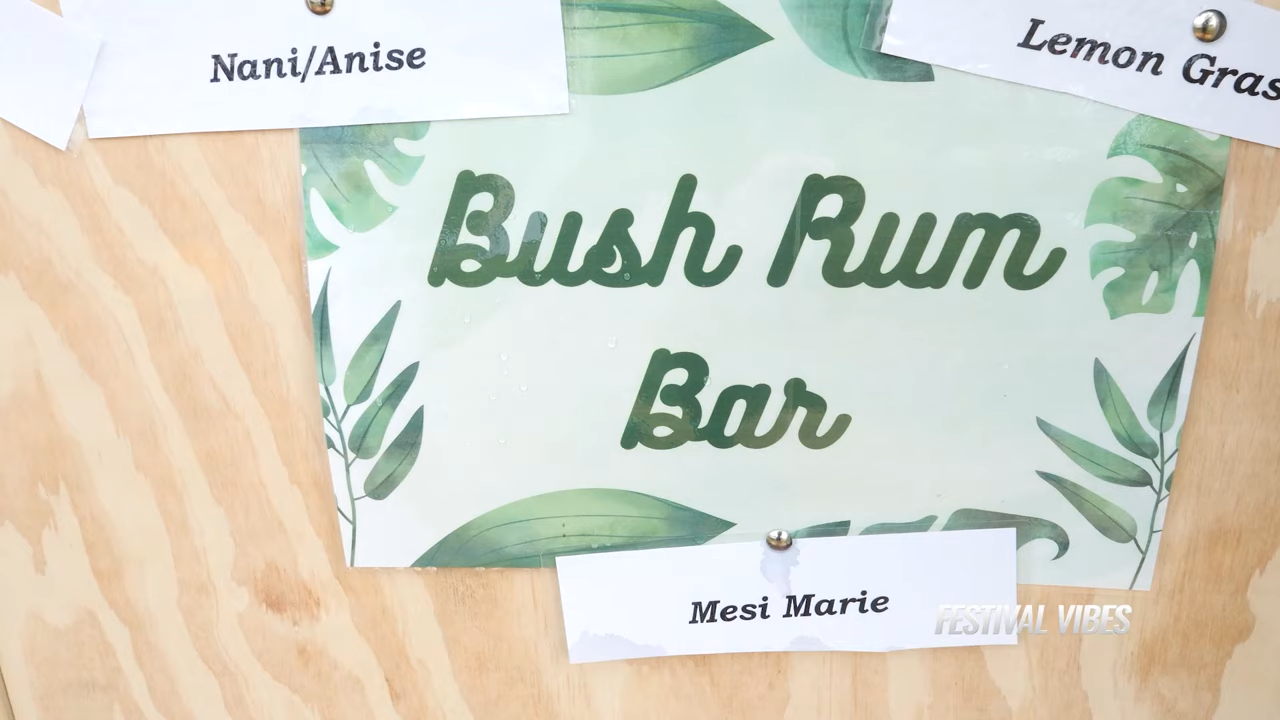 Nani/Anise
Lemon Gras
Bush Rum
Bar
Mesi Marie
FESTIVAL VIBES